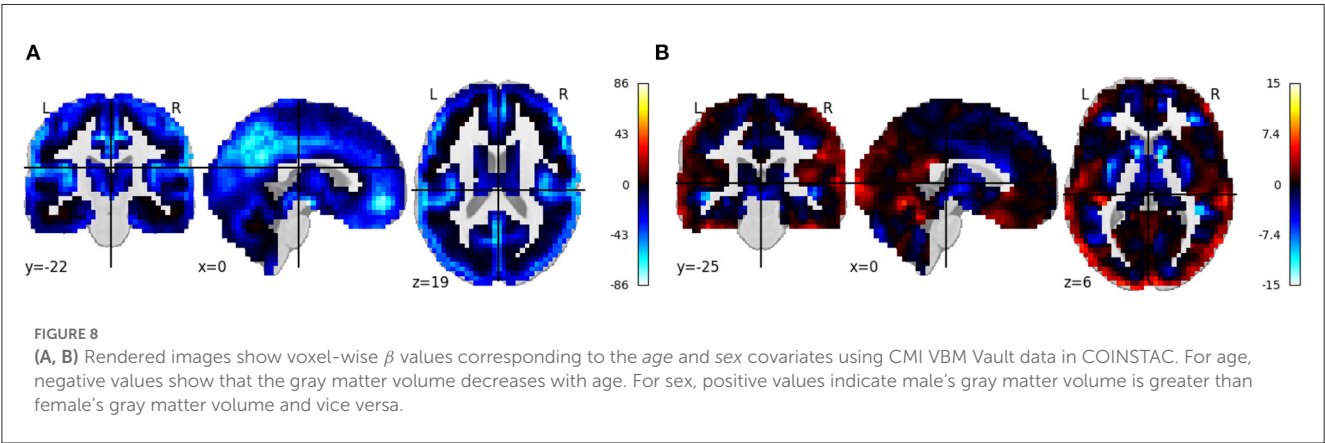 A
L R
y=-22
x=0
L R
z=19
86
43
0
-43
-86
B
L R
y=-25
x=0
L R
z=6
15
7.4
0
-7.4
-15
FIGURE 8
(A, B) Rendered images show voxel-wise β values corresponding to the age and sex covariates using CMI VBM Vault data in COINSTAC. For age,
negative values show that the gray matter volume decreases with age. For sex, positive values indicate male's gray matter volume is greater than
female's gray matter volume and vice versa.